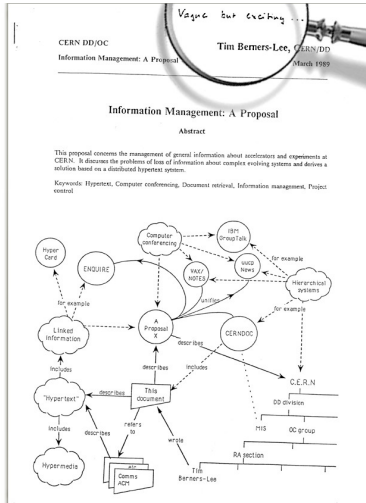 Vague but exciting ...
CERN DD/OC
Tim Berners-Lee, CERN/DD
Information Management: A Proposal
March 1989
Information Management: A Proposal
Abstract
This proposal concerns the management of general information about accelerators and experiments at
CERN. It discusses the problems of loss of information about complex evolving systems and derives a
solution based on a distributed hypertext system.
Keywords: Hypertext, Computer conferencing, Document retrieval, Information management, Project
control
IBM
GroupTalk
Computer
conferencing
Hyper
Card
ENQUIRE
VAX/
NOTES
uucp
News
for example
Hierarchical
systems
for example
unifies
Linked
information
A
Proposal
X
CERNDOC
for example
describes
includes
describes
includes
C.E.R.N
DD division
"Hypertext"
describes
This
document
MIS
OC group
includes
describes
refers
to
wrote
RA section
Hypermedia
etc
Comms
ACM
Tim
Berners-Lee